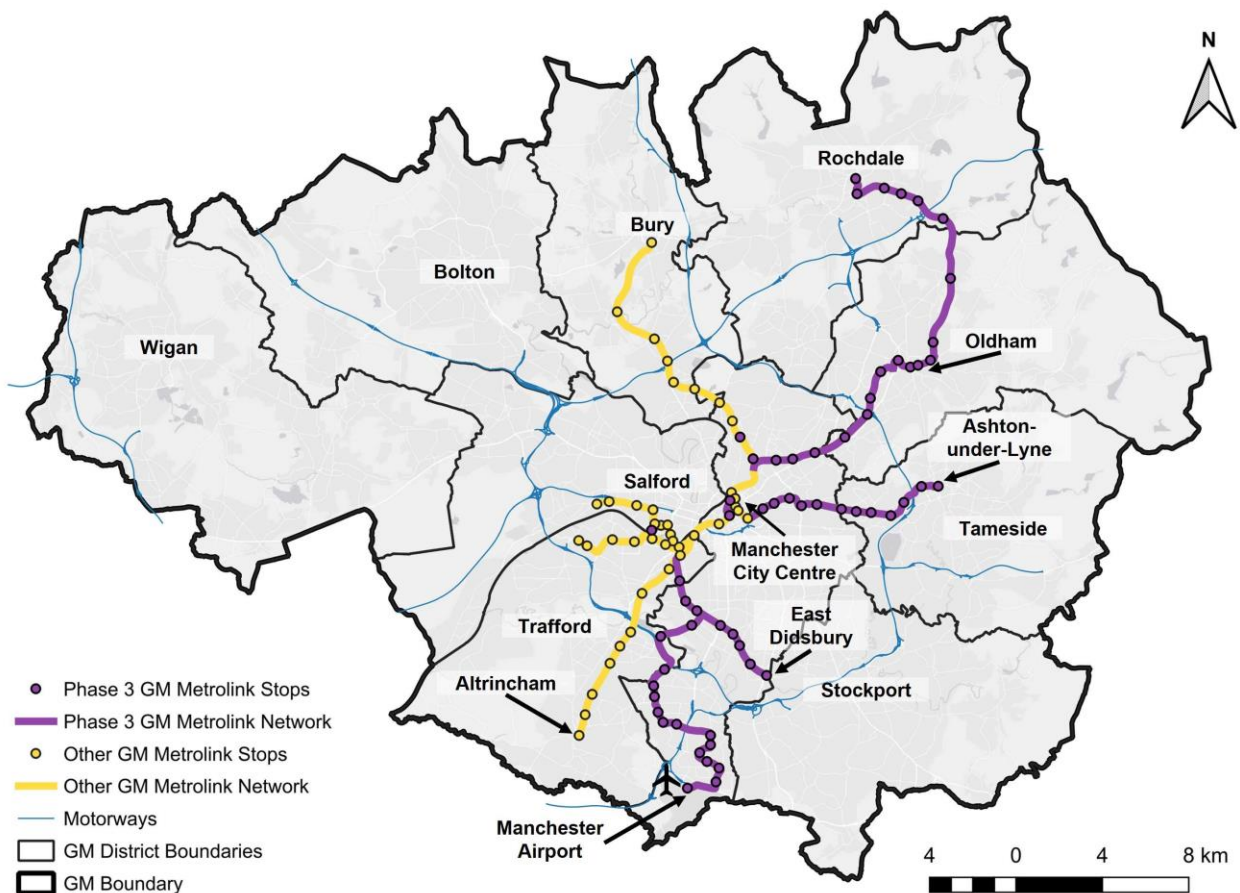 N
Rochdale
Bury
Bolton
Wigan
Oldham
Ashton-
under-Lyne
Salford
Tameside
Manchester
City Centre
East
Didsbury
Trafford
Altrincham
Stockport
Manchester
Airport
Phase 3 GM Metrolink Stops
Phase 3 GM Metrolink Network
Other GM Metrolink Stops
Other GM Metrolink Network
Motorways
GM District Boundaries
GM Boundary
4 0 4 8 km